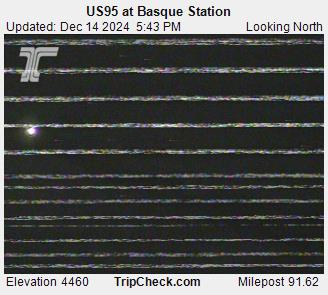 US95 at Basque Station
Updated: Dec 14 2024 5:43 PM Looking North
Elevation 4460 TripCheck.com Milepost 91.62